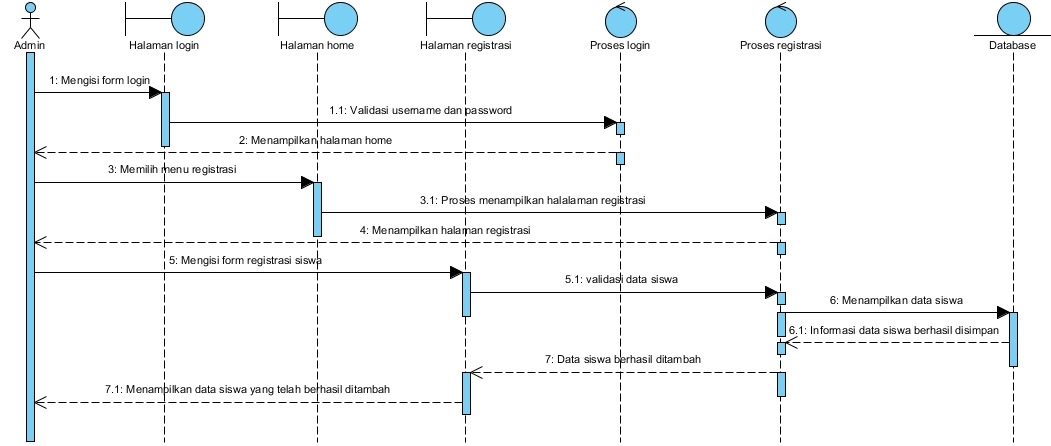 Admin
Halaman login
Halaman home
Halaman registrasi
Proses login
Proses registrasi
Database
1: Mengisi form login
1.1: Validasi username dan password
2: Menampilkan halaman home
3: Memilih menu registrasi
3.1: Proses menampilkan halalaman registrasi
4: Menampilkan halaman registrasi
5: Mengisi form registrasi siswa
5.1: validasi data siswa
6: Menampilkan data siswa
6.1: Informasi data siswa berhasil disimpan
7: Data siswa berhasil ditambah
7.1: Menampilkan data siswa yang telah berhasil ditambah